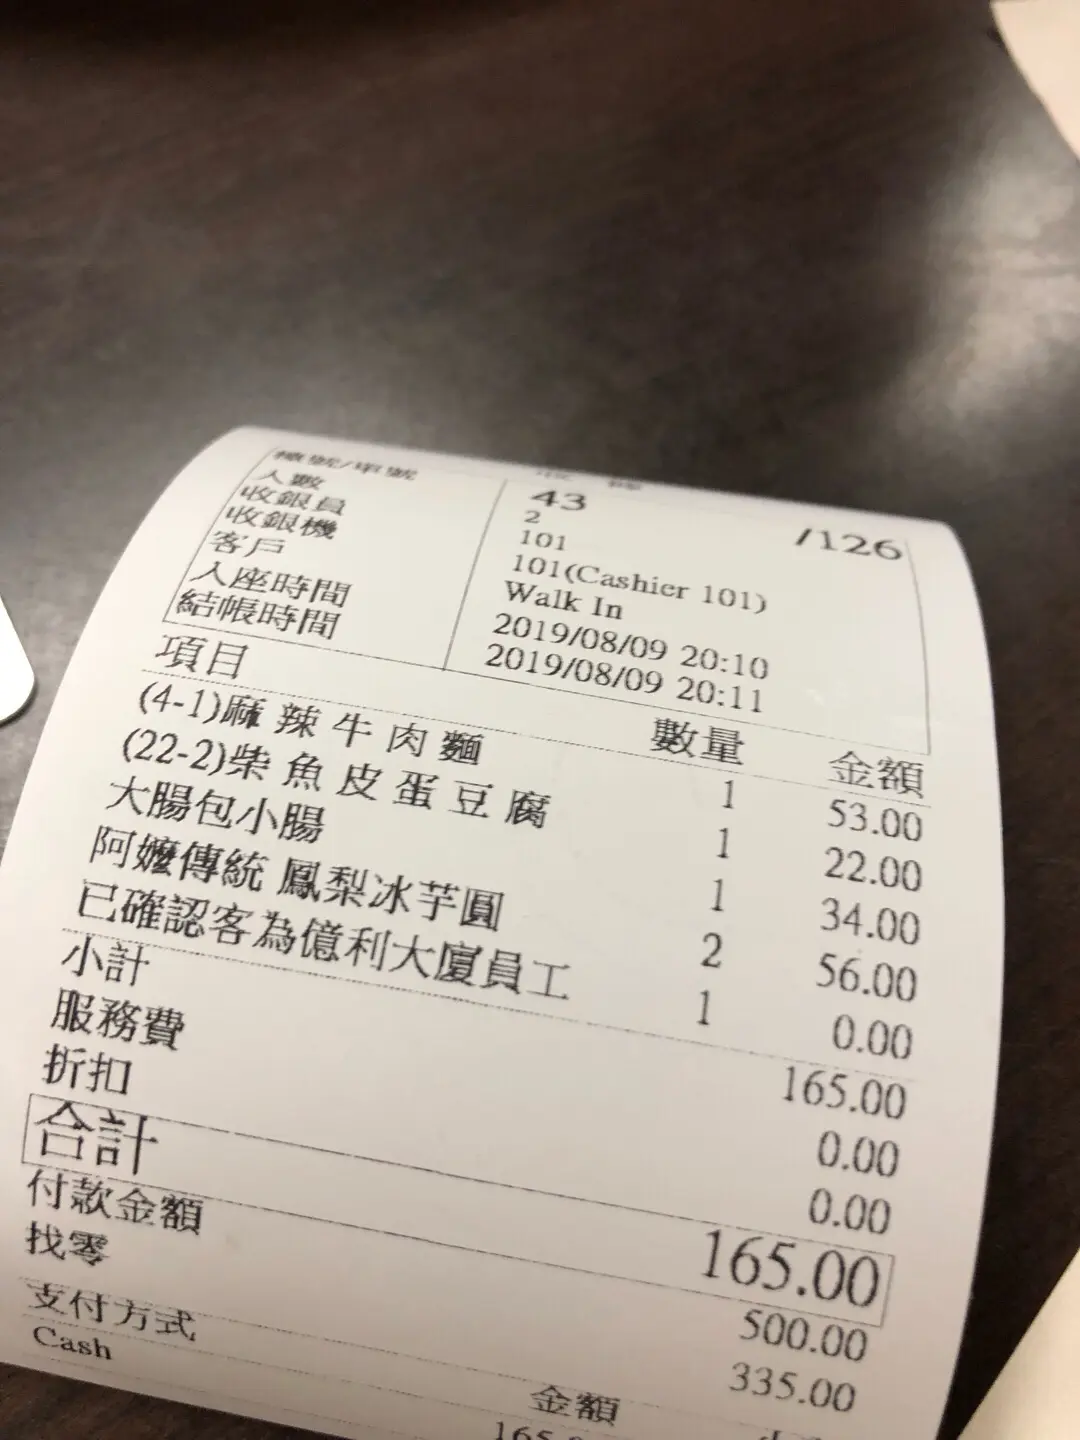 檯號/單號 43 /126
人數 2
收銀員 101
收銀機 101(Cashier 101)
客戶 Walk In
入座時間 2019/08/09 20:10
結帳時間 2019/08/09 20:11
項目 數量 金額
(4-1)麻辣牛肉麵 1 53.00
(22-2)柴魚皮蛋豆腐 1 22.00
大腸包小腸 1 34.00
阿嬤傳統鳳梨冰芋圓 2 56.00
已確認客為億利大廈員工 1 0.00
小計 165.00
服務費 0.00
折扣 0.00
合計 165.00
付款金額 500.00
找零 335.00
支付方式 金額
Cash